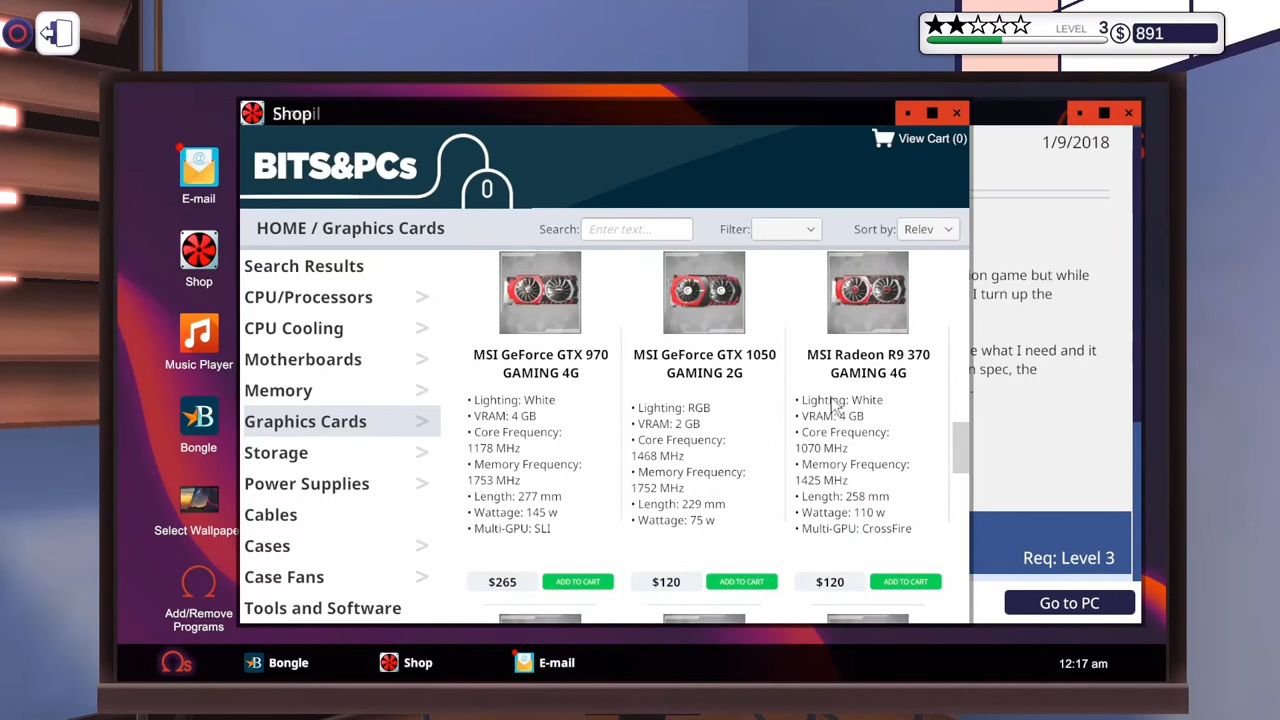 LEVEL 3 $ 891
Shopil
View Cart (0)
1/9/2018
BITS&PCs
E-mail
Shop
Music Player
Bongle
Select Wallpape
Add/Remove
Programs
HOME / Graphics Cards
Search: Enter text...
Filter:
Sort by: Relev
Search Results
CPU/Processors >
CPU Cooling >
Motherboards >
Memory >
Graphics Cards >
Storage >
Power Supplies >
Cables
Cases >
Case Fans >
Tools and Software
MSI GeForce GTX 970
GAMING 4G
• Lighting: White
• VRAM: 4 GB
• Core Frequency:
1178 MHz
• Memory Frequency:
1753 MHz
• Length: 277 mm
• Wattage: 145 w
• Multi-GPU: SLI
$265 ADD TO CART
MSI GeForce GTX 1050
GAMING 2G
• Lighting: RGB
• VRAM: 2 GB
• Core Frequency:
1468 MHz
• Memory Frequency:
1752 MHz
• Length: 229 mm
• Wattage: 75 w
$120 ADD TO CART
MSI Radeon R9 370
GAMING 4G
• Lighting: White
• VRAM: 4 GB
• Core Frequency:
1070 MHz
• Memory Frequency:
1425 MHz
• Length: 258 mm
• Wattage: 110 w
• Multi-GPU: CrossFire
$120 ADD TO CART
on game but while
I turn up the
e what I need and it
n spec, the
Req: Level 3
Go to PC
Bongle
Shop
E-mail
12:17 am